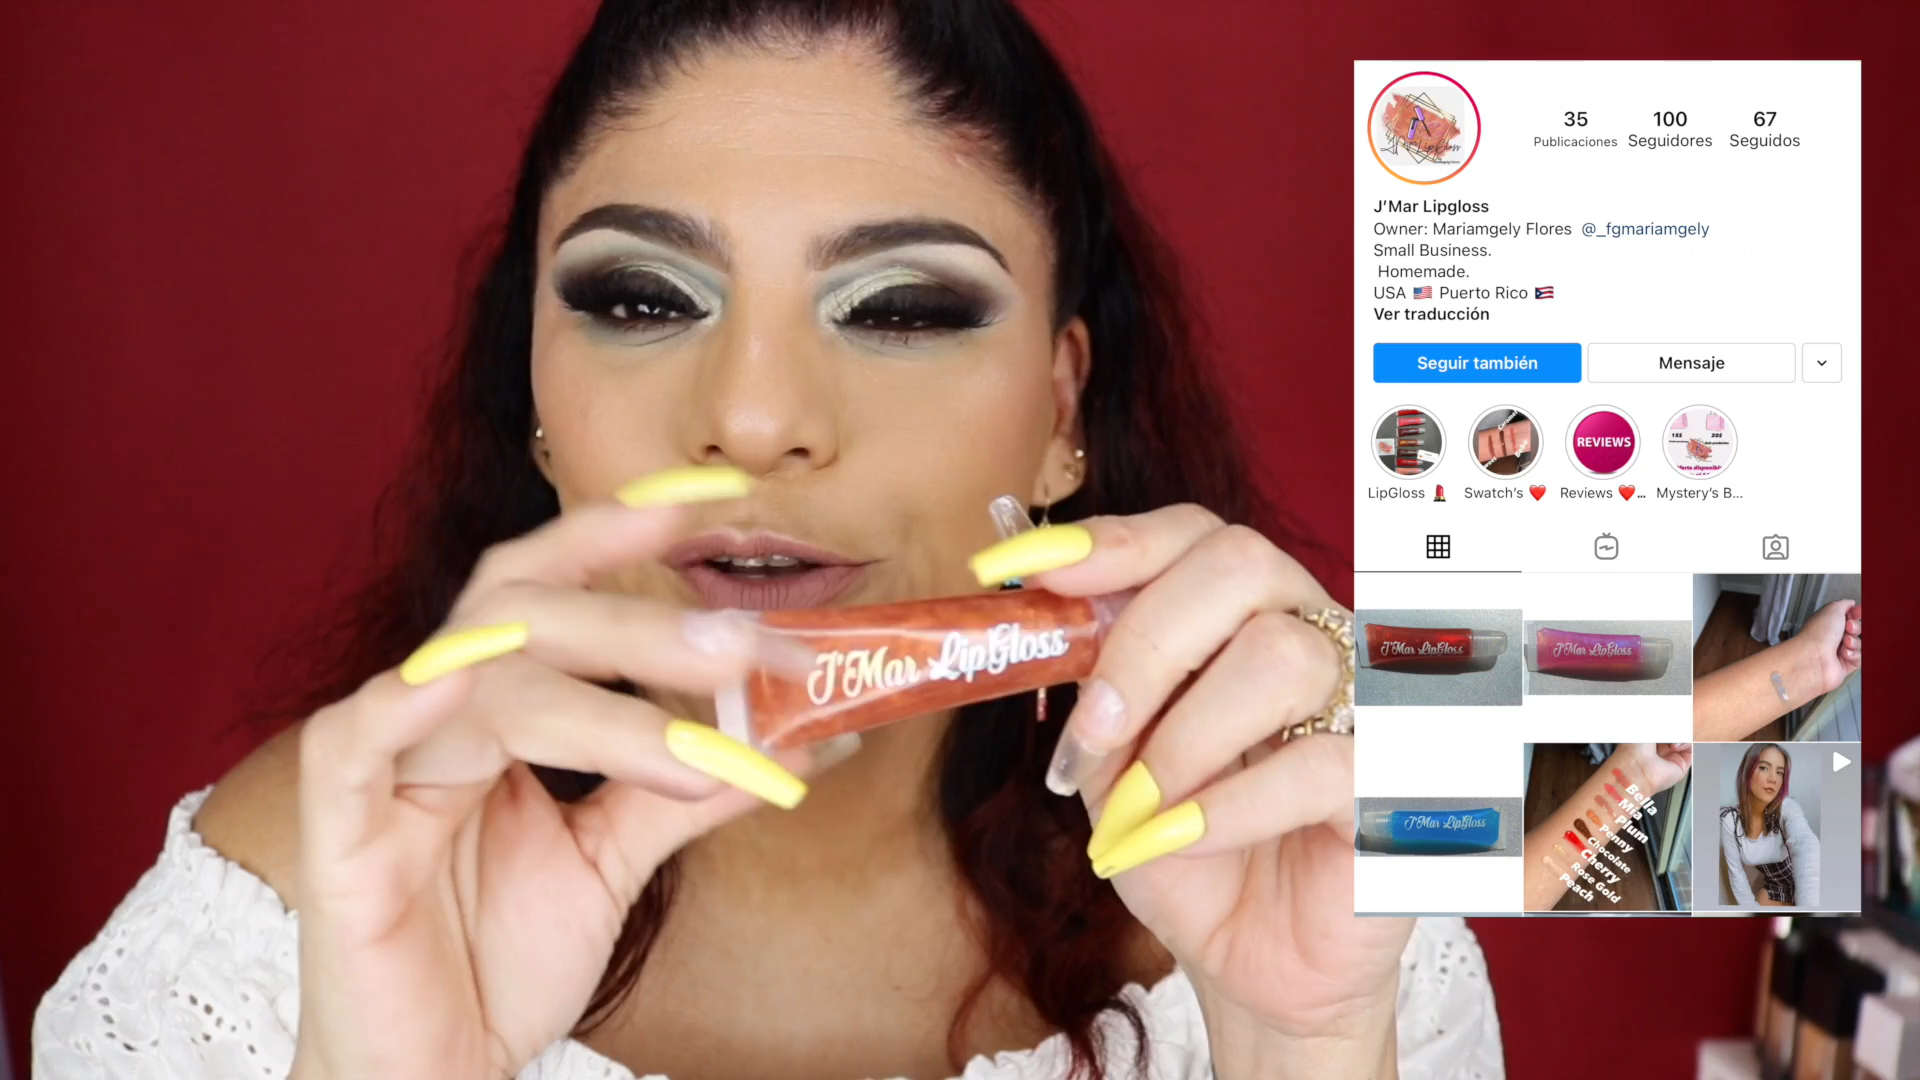 J'Mar LipGloss
35
100
67
Publicaciones
Seguidores
Seguidos
J'Mar Lipgloss
Owner: Mariamgely Flores @_fgmariamgely
Small Business.
Homemade.
USA 🇺🇸 Puerto Rico 🇵🇷
Ver traducción
Seguir también
Mensaje
REVIEWS
18$
20$
LipGloss 💄
Swatch's ❤️
Reviews ❤️...
Mystery's B...
J'Mar LipGloss
J'Mar LipGloss
J'Mar LipGloss
Bella
Mia
Plum
Penny
Chocolate
Cherry
Rose Gold
Peach